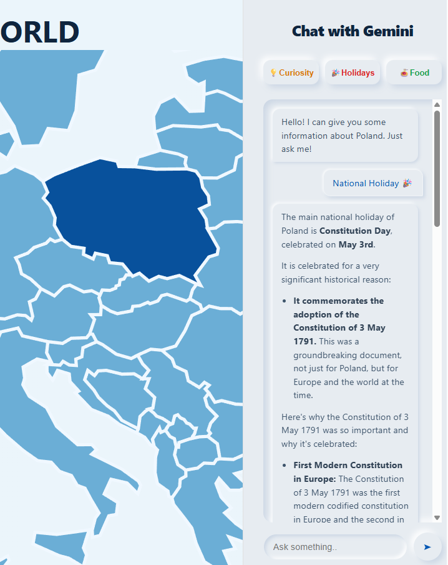 ORLD
Chat with Gemini
💡 Curiosity
🎉 Holidays
🍝 Food
Hello! I can give you some
information about Poland. Just
ask me!
National Holiday 🎉
The main national holiday of
Poland is Constitution Day,
celebrated on May 3rd.
It is celebrated for a very
significant historical reason:
• It commemorates the
adoption of the
Constitution of 3 May
1791. This was a
groundbreaking document,
not just for Poland, but for
Europe and the world at the
time.
Here's why the Constitution of 3
May 1791 was so important and
why it's celebrated:
• First Modern Constitution
in Europe: The Constitution
of 3 May 1791 was the first
modern codified constitution
in Europe and the second in
Ask something..